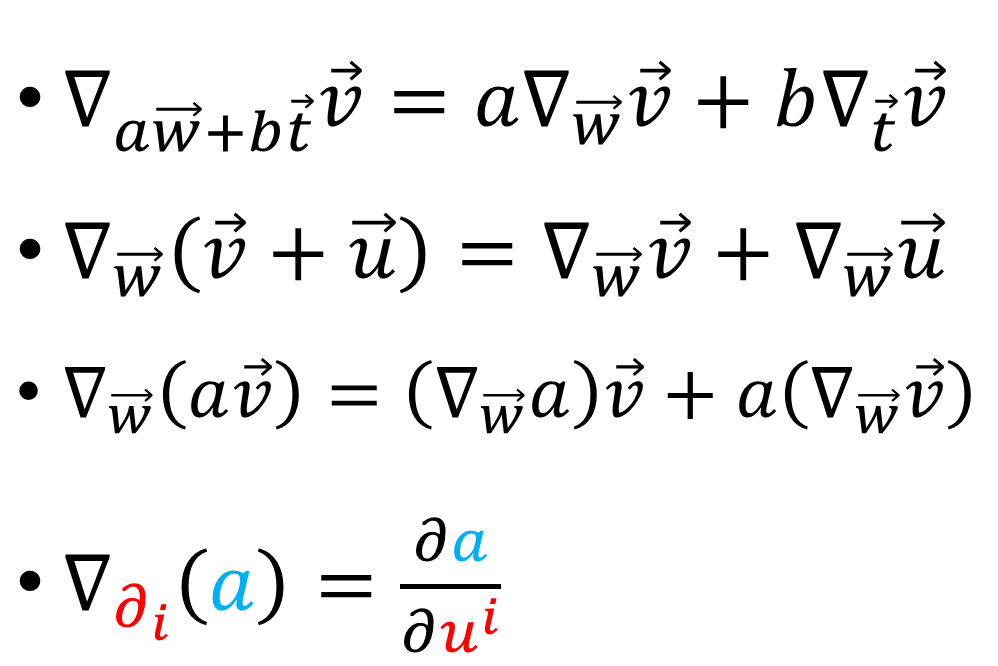 • ∇_{a\vec{w}+b\vec{t}}\vec{v} = a∇_{\vec{w}}\vec{v} + b∇_{\vec{t}}\vec{v}
• ∇_{\vec{w}}(\vec{v} + \vec{u}) = ∇_{\vec{w}}\vec{v} + ∇_{\vec{w}}\vec{u}
• ∇_{\vec{w}}(a\vec{v}) = (∇_{\vec{w}}a)\vec{v} + a(∇_{\vec{w}}\vec{v})
• ∇_{∂_i}(a) = \frac{∂a}{∂u^i}